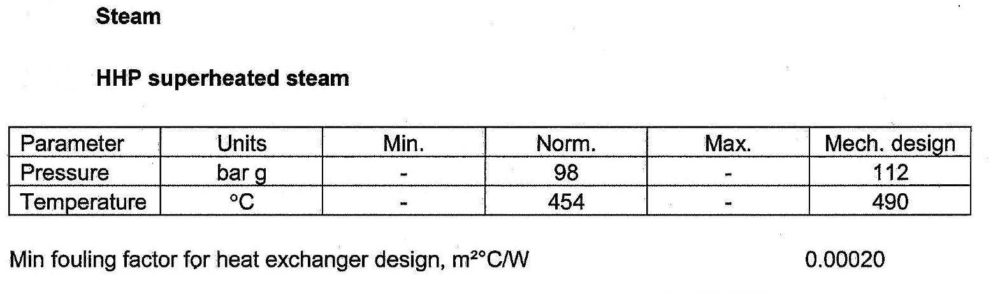 Steam
HHP superheated steam
Parameter Units Min. Norm. Max. Mech. design
Pressure bar g - 98 - 112
Temperature °C - 454 - 490
Min fouling factor for heat exchanger design, m²°C/W 0.00020